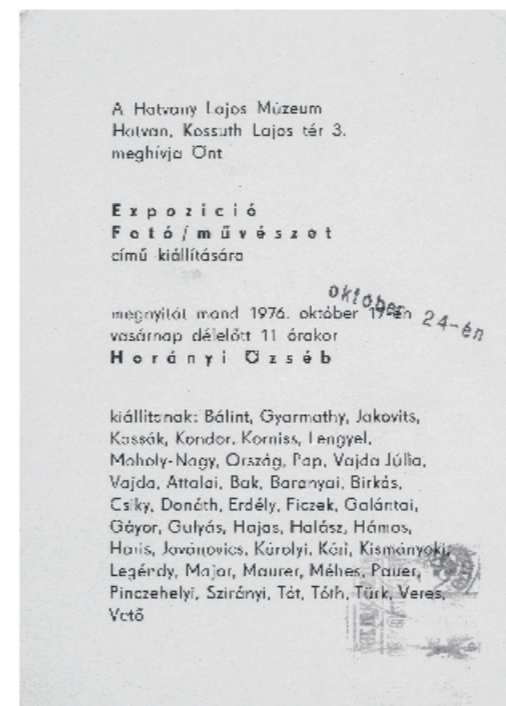 A Hatvany Lajos Múzeum
Hatvan, Kossuth Lajos tér 3.
meghívja Önt
Expozició
Fotó/művészet
című kiállítására
október 24-én
megnyitót mond 1976. október 17-én
vasárnap délelőtt 11 órakor
Horányi Özséb
kiállítanak: Bálint, Gyarmathy, Jakovits,
Kassák, Kondor, Korniss, Lengyel,
Moholy-Nagy, Ország, Pap, Vajda Júlia,
Vajda, Attalai, Bak, Baranyai, Birkás,
Csiky, Donáth, Erdély, Ficzek, Galántai,
Gáyor, Gulyás, Hajas, Halász, Hámos,
Haris, Jovánovics, Károlyi, Kéri, Kismányoki,
Legéndy, Major, Maurer, Méhes, Pauer,
Pinczehelyi, Szirányi, Tót, Tóth, Türk, Veres,
Vető